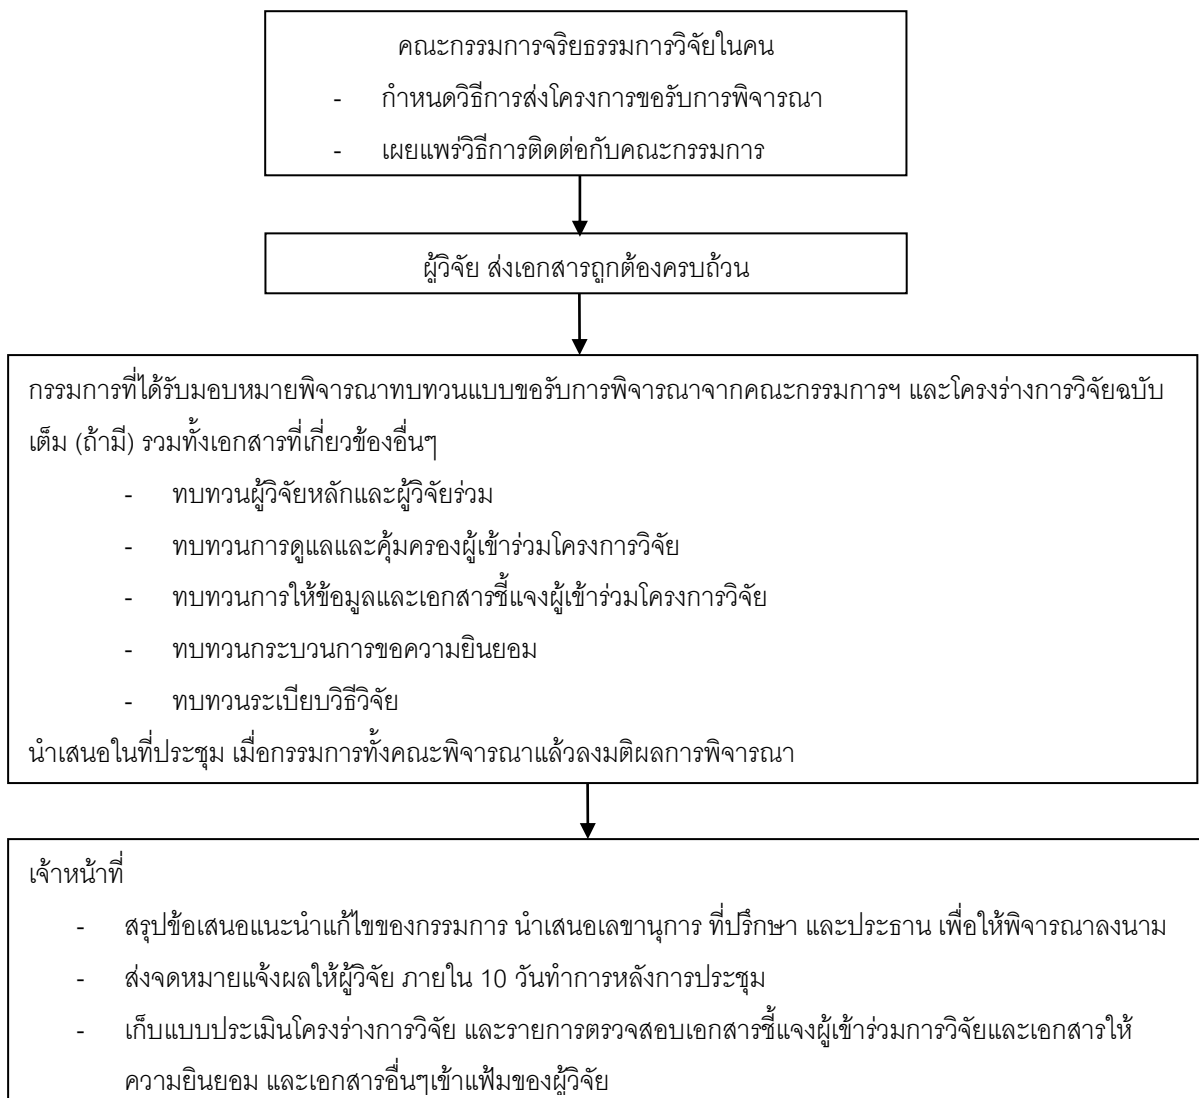 คณะกรรมการจริยธรรมการวิจัยในคน
- กำหนดวิธีการส่งโครงการขอรับการพิจารณา
- เผยแพร่วิธีการติดต่อกับคณะกรรมการ
ผู้วิจัย ส่งเอกสารถูกต้องครบถ้วน
กรรมการที่ได้รับมอบหมายพิจารณาทบทวนแบบขอรับการพิจารณาจากคณะกรรมการฯ และโครงร่างการวิจัยฉบับ
เต็ม (ถ้ามี) รวมทั้งเอกสารที่เกี่ยวข้องอื่นๆ
- ทบทวนผู้วิจัยหลักและผู้วิจัยร่วม
- ทบทวนการดูแลและคุ้มครองผู้เข้าร่วมโครงการวิจัย
- ทบทวนการให้ข้อมูลและเอกสารชี้แจงผู้เข้าร่วมโครงการวิจัย
- ทบทวนกระบวนการขอความยินยอม
- ทบทวนระเบียบวิธีวิจัย
นำเสนอในที่ประชุม เมื่อกรรมการทั้งคณะพิจารณาแล้วลงมติผลการพิจารณา
เจ้าหน้าที่
- สรุปข้อเสนอแนะนำแก้ไขของกรรมการ นำเสนอเลขานุการ ที่ปรึกษา และประธาน เพื่อให้พิจารณาลงนาม
- ส่งจดหมายแจ้งผลให้ผู้วิจัย ภายใน 10 วันทำการหลังการประชุม
- เก็บแบบประเมินโครงร่างการวิจัย และรายการตรวจสอบเอกสารชี้แจงผู้เข้าร่วมการวิจัยและเอกสารให้
ความยินยอม และเอกสารอื่นๆเข้าแฟ้มของผู้วิจัย